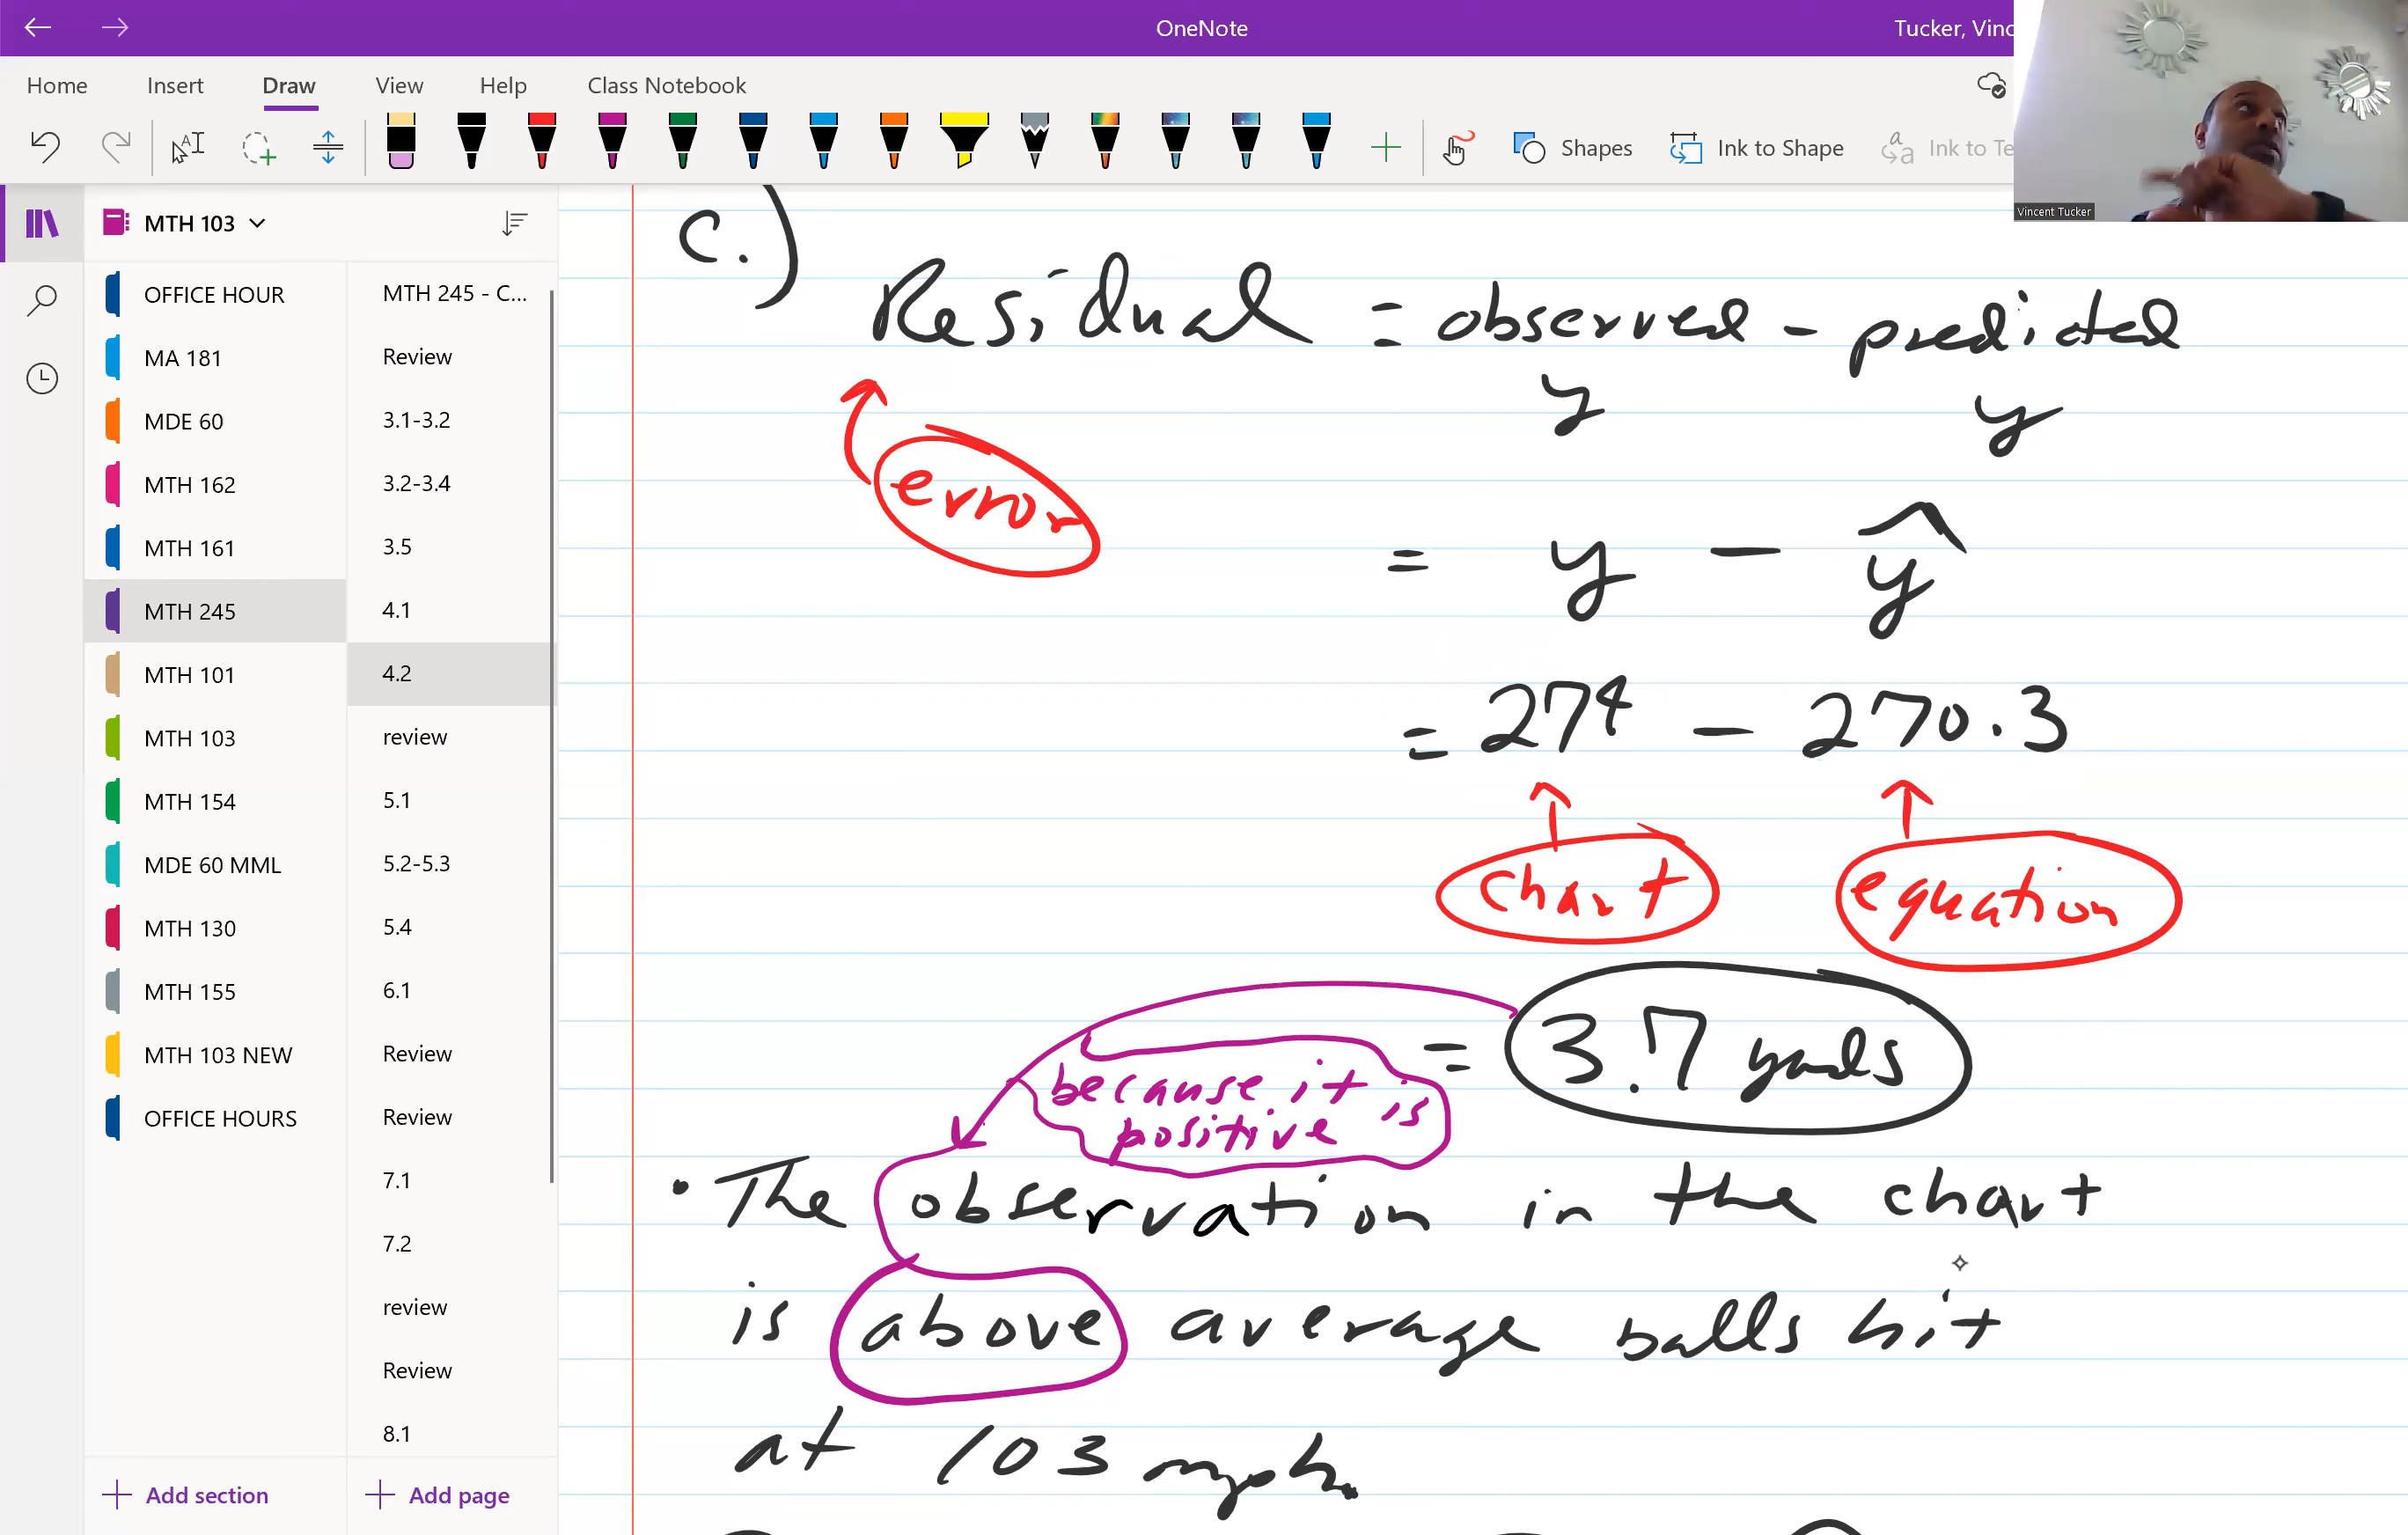 OneNote
Tucker, Vinc
Home Insert Draw View Help Class Notebook
Shapes Ink to Shape Ink to Te
Vincent Tucker
MTH 103
OFFICE HOUR
MA 181
MDE 60
MTH 162
MTH 161
MTH 245
MTH 101
MTH 103
MTH 154
MDE 60 MML
MTH 130
MTH 155
MTH 103 NEW
OFFICE HOURS
Add section
MTH 245 - C...
Review
3.1-3.2
3.2-3.4
3.5
4.1
4.2
review
5.1
5.2-5.3
5.4
6.1
Review
Review
7.1
7.2
review
Review
8.1
Add page
c.)
Residual = observed - predicted
y y
error
= y - ŷ
= 274 - 270.3
chart equation
= 3.7 yards
because it is
positive
• The observation in the chart
is above average balls hit
at 103 mph.